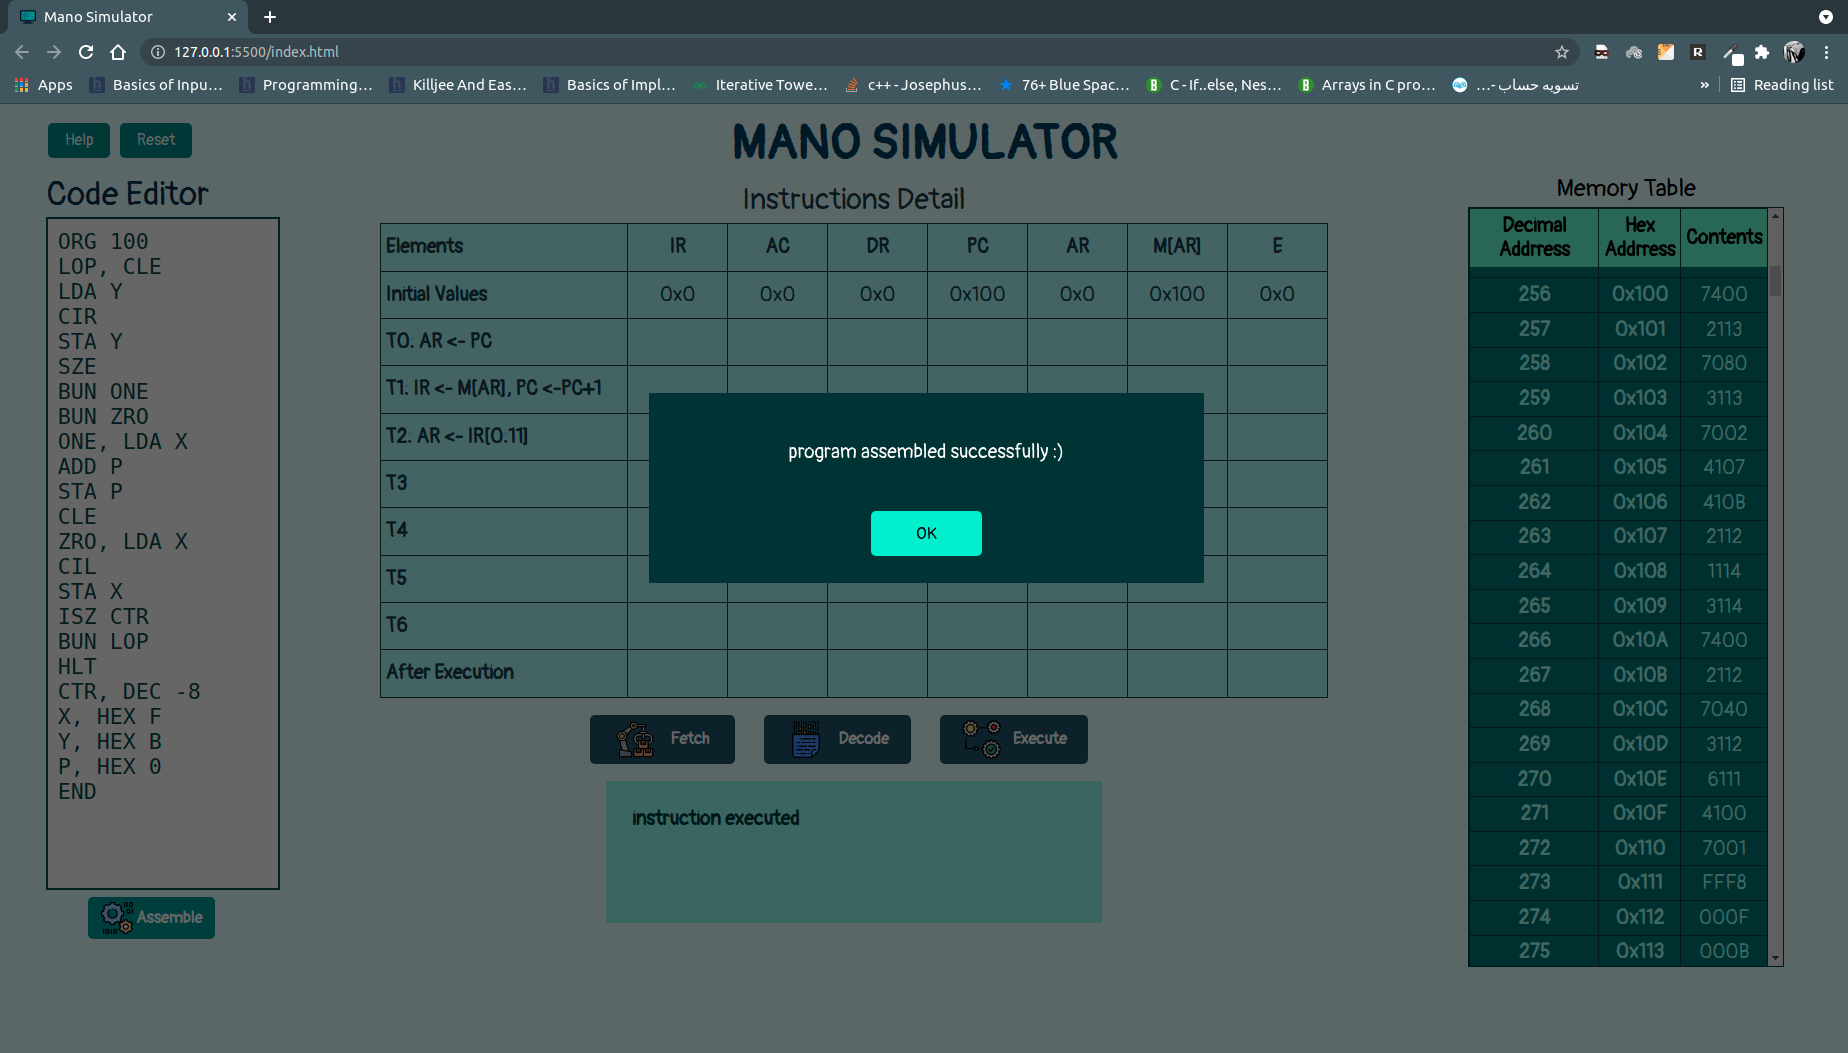 Mano Simulator
127.0.0.1:5500/index.html
Apps
Basics of Inpu...
Programming...
Killjee And Eas...
Basics of Impl...
Iterative Towe...
c++ - Josephus...
76+ Blue Spac...
C - If..else, Nes...
Arrays in C pro...
تسویه حساب -...
»
Reading list
Help
Reset
MANO SIMULATOR
Code Editor
ORG 100
LOP, CLE
LDA Y
CIR
STA Y
SZE
BUN ONE
BUN ZRO
ONE, LDA X
ADD P
STA P
CLE
ZRO, LDA X
CIL
STA X
ISZ CTR
BUN LOP
HLT
CTR, DEC -8
X, HEX F
Y, HEX B
P, HEX 0
END
Assemble
Instructions Detail
Elements IR AC DR PC AR M[AR] E
Initial Values 0x0 0x0 0x0 0x100 0x0 0x100 0x0
T0: AR <- PC
T1: IR <- M[AR], PC <-PC+1
T2: AR <- IR[0:11]
T3
T4
T5
T6
After Execution
program assembled successfully :)
OK
Fetch
Decode
Execute
instruction executed
Memory Table
Decimal Addrress Hex Addrress Contents
256 0x100 7400
257 0x101 2113
258 0x102 7080
259 0x103 3113
260 0x104 7002
261 0x105 4107
262 0x106 410B
263 0x107 2112
264 0x108 1114
265 0x109 3114
266 0x10A 7400
267 0x10B 2112
268 0x10C 7040
269 0x10D 3112
270 0x10E 6111
271 0x10F 4100
272 0x110 7001
273 0x111 FFF8
274 0x112 000F
275 0x113 000B